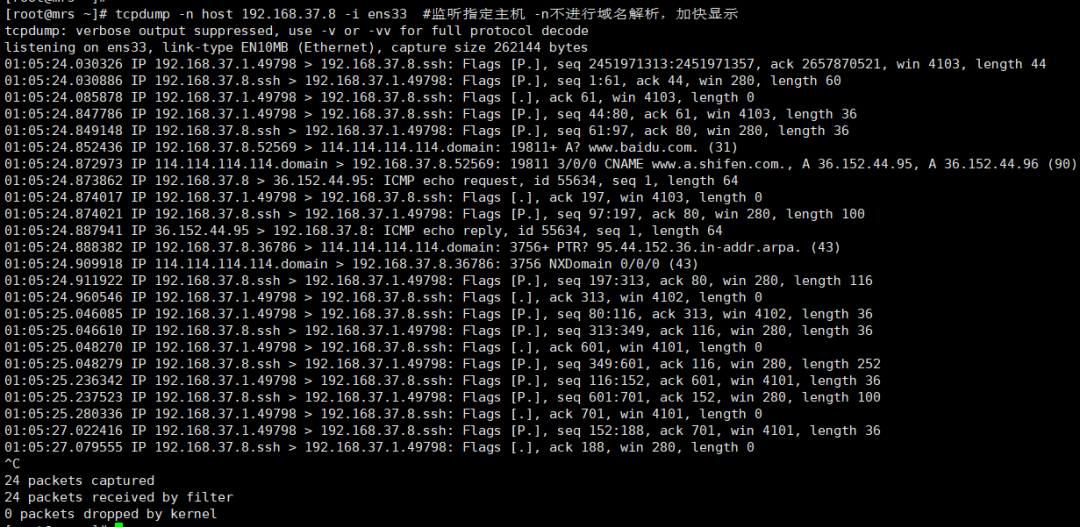 [root@mrs ~]#
[root@mrs ~]# tcpdump -n host 192.168.37.8 -i ens33  #监听指定主机 -n不进行域名解析，加快显示
tcpdump: verbose output suppressed, use -v or -vv for full protocol decode
listening on ens33, link-type EN10MB (Ethernet), capture size 262144 bytes
01:05:24.030326 IP 192.168.37.1.49798 > 192.168.37.8.ssh: Flags [P.], seq 2451971313:2451971357, ack 2657870521, win 4103, length 44
01:05:24.030886 IP 192.168.37.8.ssh > 192.168.37.1.49798: Flags [P.], seq 1:61, ack 44, win 280, length 60
01:05:24.085878 IP 192.168.37.1.49798 > 192.168.37.8.ssh: Flags [.], ack 61, win 4103, length 0
01:05:24.847786 IP 192.168.37.1.49798 > 192.168.37.8.ssh: Flags [P.], seq 44:80, ack 61, win 4103, length 36
01:05:24.849148 IP 192.168.37.8.ssh > 192.168.37.1.49798: Flags [P.], seq 61:97, ack 80, win 280, length 36
01:05:24.852436 IP 192.168.37.8.52569 > 114.114.114.114.domain: 19811+ A? www.baidu.com. (31)
01:05:24.872973 IP 114.114.114.114.domain > 192.168.37.8.52569: 19811 3/0/0 CNAME www.a.shifen.com., A 36.152.44.95, A 36.152.44.96 (90)
01:05:24.873862 IP 192.168.37.8 > 36.152.44.95: ICMP echo request, id 55634, seq 1, length 64
01:05:24.874017 IP 192.168.37.1.49798 > 192.168.37.8.ssh: Flags [.], ack 197, win 4103, length 0
01:05:24.874021 IP 192.168.37.8.ssh > 192.168.37.1.49798: Flags [P.], seq 97:197, ack 80, win 280, length 100
01:05:24.887941 IP 36.152.44.95 > 192.168.37.8: ICMP echo reply, id 55634, seq 1, length 64
01:05:24.888382 IP 192.168.37.8.36786 > 114.114.114.114.domain: 3756+ PTR? 95.44.152.36.in-addr.arpa. (43)
01:05:24.909918 IP 114.114.114.114.domain > 192.168.37.8.36786: 3756 NXDomain 0/0/0 (43)
01:05:24.911922 IP 192.168.37.8.ssh > 192.168.37.1.49798: Flags [P.], seq 197:313, ack 80, win 280, length 116
01:05:24.960546 IP 192.168.37.1.49798 > 192.168.37.8.ssh: Flags [.], ack 313, win 4102, length 0
01:05:25.046085 IP 192.168.37.1.49798 > 192.168.37.8.ssh: Flags [P.], seq 80:116, ack 313, win 4102, length 36
01:05:25.046610 IP 192.168.37.8.ssh > 192.168.37.1.49798: Flags [P.], seq 313:349, ack 116, win 280, length 36
01:05:25.048270 IP 192.168.37.1.49798 > 192.168.37.8.ssh: Flags [.], ack 601, win 4101, length 0
01:05:25.048279 IP 192.168.37.8.ssh > 192.168.37.1.49798: Flags [P.], seq 349:601, ack 116, win 280, length 252
01:05:25.236342 IP 192.168.37.1.49798 > 192.168.37.8.ssh: Flags [P.], seq 116:152, ack 601, win 4101, length 36
01:05:25.237523 IP 192.168.37.8.ssh > 192.168.37.1.49798: Flags [P.], seq 601:701, ack 152, win 280, length 100
01:05:25.280336 IP 192.168.37.1.49798 > 192.168.37.8.ssh: Flags [.], ack 701, win 4101, length 0
01:05:27.022416 IP 192.168.37.1.49798 > 192.168.37.8.ssh: Flags [P.], seq 152:188, ack 701, win 4101, length 36
01:05:27.079555 IP 192.168.37.8.ssh > 192.168.37.1.49798: Flags [.], ack 188, win 280, length 0
^C
24 packets captured
24 packets received by filter
0 packets dropped by kernel